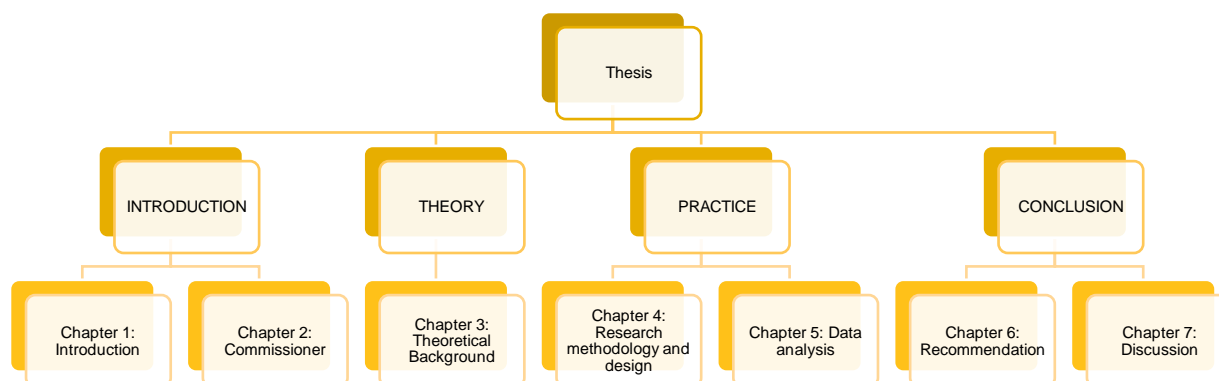 Thesis
INTRODUCTION
THEORY
PRACTICE
CONCLUSION
Chapter 1:
Introduction
Chapter 2:
Commissioner
Chapter 3:
Theoretical
Background
Chapter 4:
Research
methodology and
design
Chapter 5: Data
analysis
Chapter 6:
Recommendation
Chapter 7:
Discussion